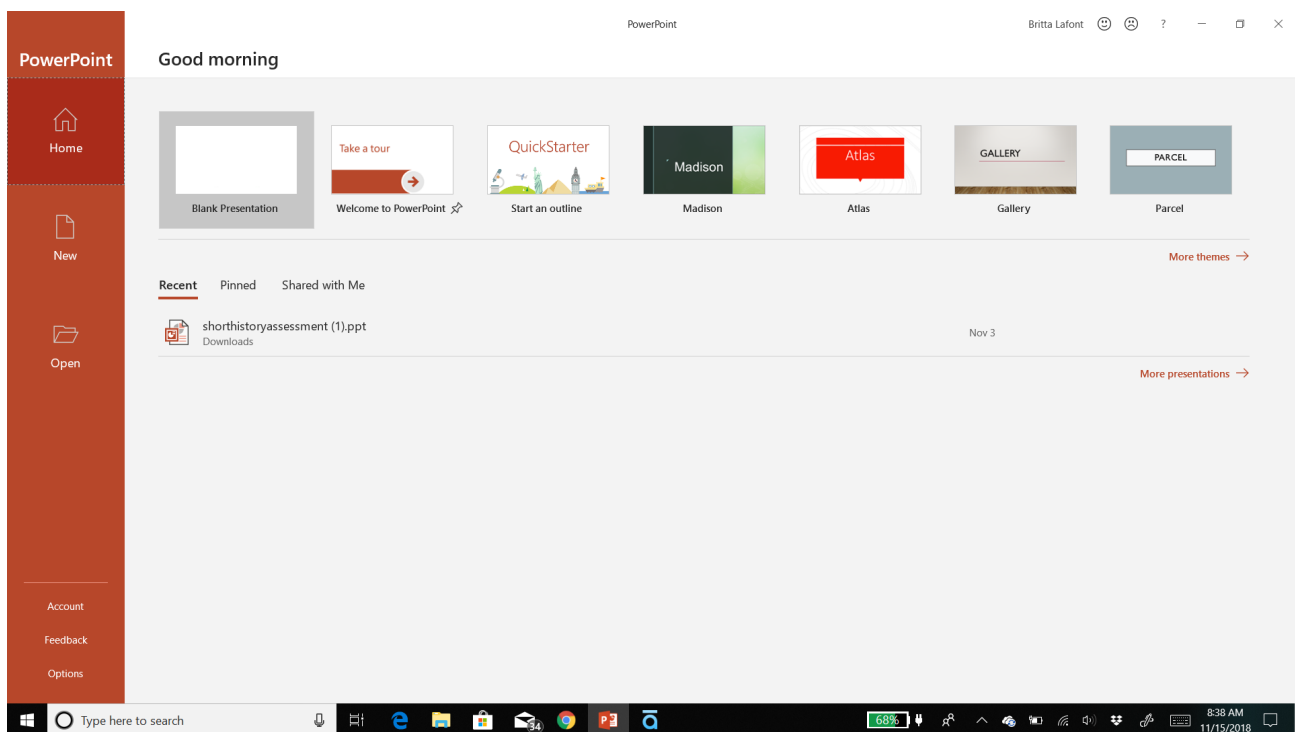 PowerPoint
Britta Lafont
?
PowerPoint
Good morning
Home
New
Open
Account
Feedback
Options
Take a tour
QuickStarter
Madison
Atlas
GALLERY
PARCEL
Blank Presentation
Welcome to PowerPoint
Start an outline
Madison
Atlas
Gallery
Parcel
More themes
Recent Pinned Shared with Me
shorthistoryassessment (1).ppt
Downloads
Nov 3
More presentations
Type here to search
34
68%
8:38 AM
11/15/2018